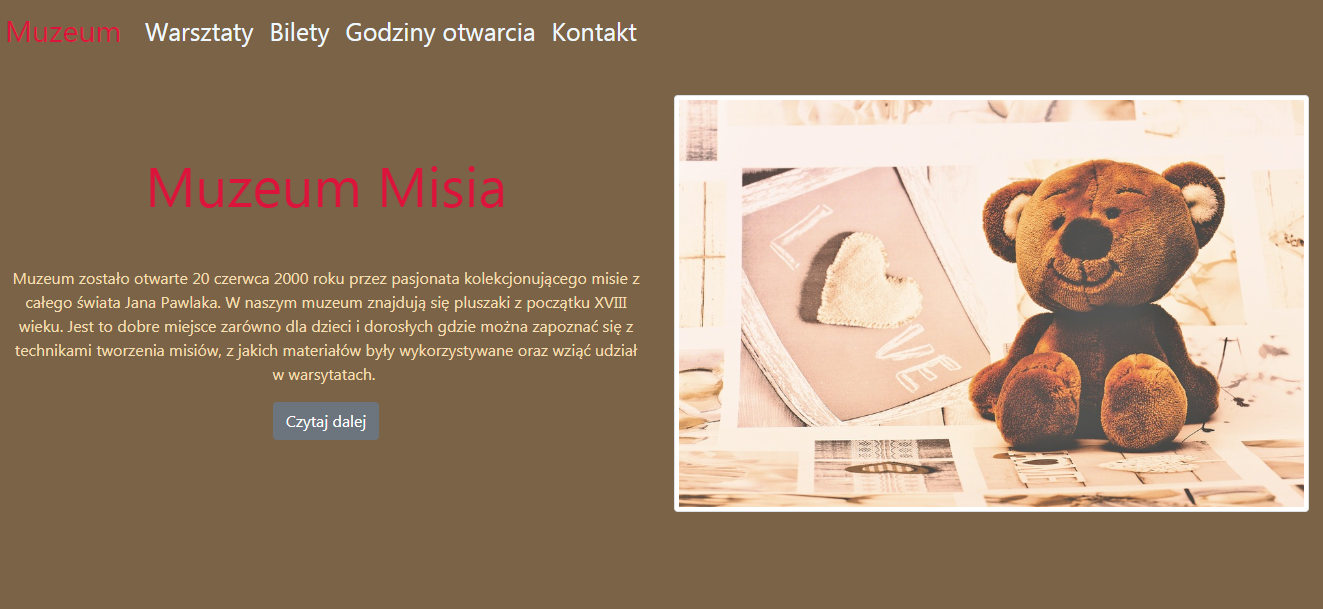 Muzeum Warsztaty Bilety Godziny otwarcia Kontakt
Muzeum Misia
Muzeum zostało otwarte 20 czerwca 2000 roku przez pasjonata kolekcjonującego misie z
całego świata Jana Pawlaka. W naszym muzeum znajdują się pluszaki z początku XVIII
wieku. Jest to dobre miejsce zarówno dla dzieci i dorosłych gdzie można zapoznać się z
technikami tworzenia misiów, z jakich materiałów były wykorzystywane oraz wziąć udział
w warsytatach.
Czytaj dalej
L
VE